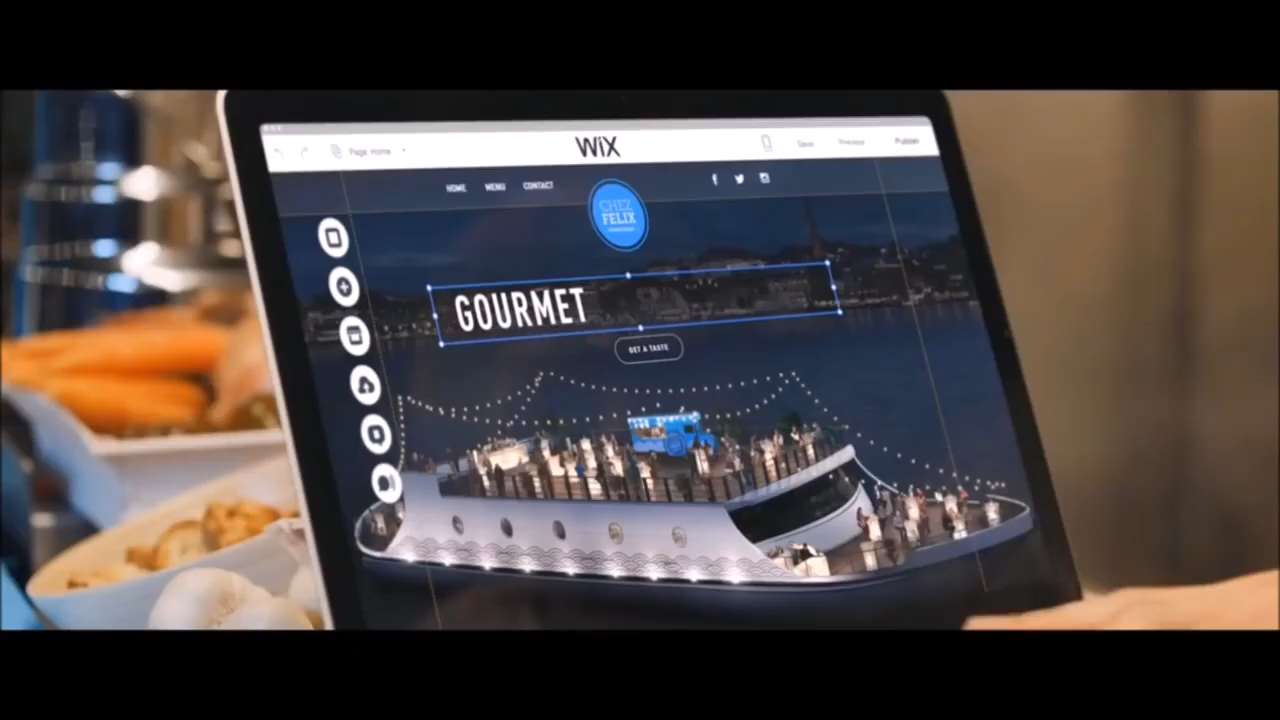 WiX
Page: Home
Save
Preview
Publish
HOME
MENU
CONTACT
CHEZ
FELIX
GOURMET
GET A TASTE